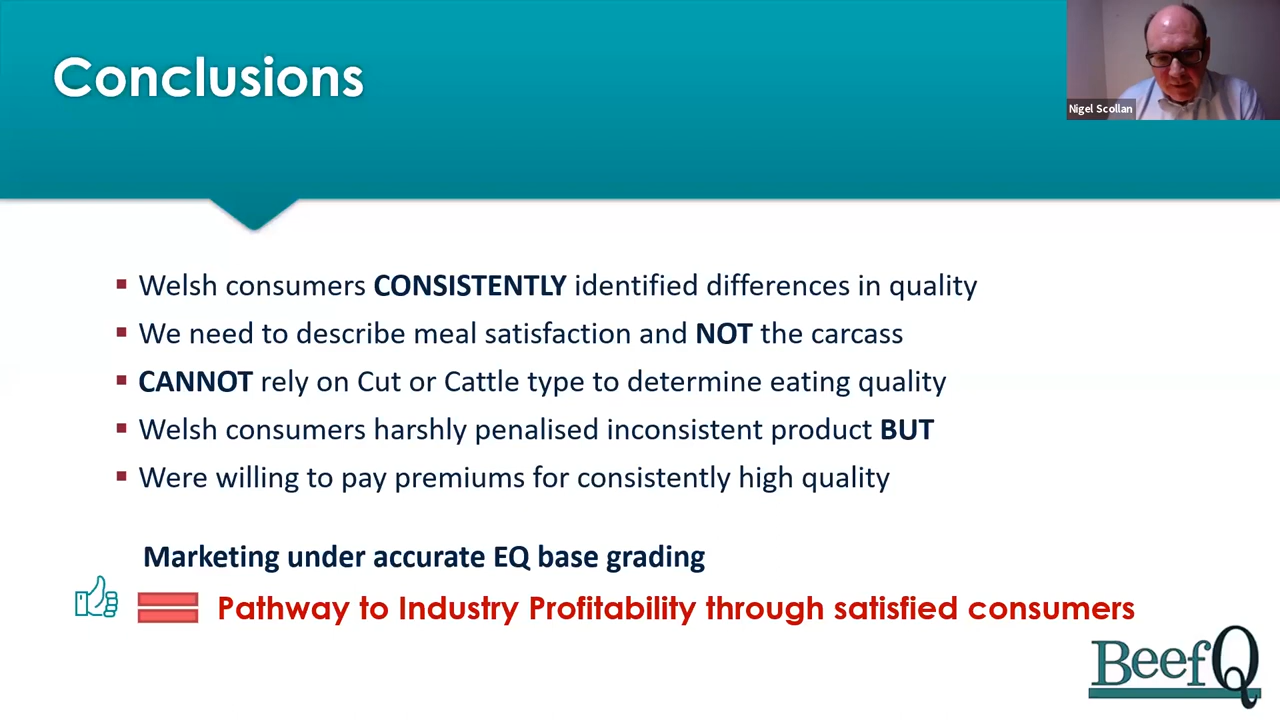 Conclusions
Nigel Scollan
Welsh consumers CONSISTENTLY identified differences in quality
We need to describe meal satisfaction and NOT the carcass
CANNOT rely on Cut or Cattle type to determine eating quality
Welsh consumers harshly penalised inconsistent product BUT
Were willing to pay premiums for consistently high quality
Marketing under accurate EQ base grading
Pathway to Industry Profitability through satisfied consumers
BeefQ